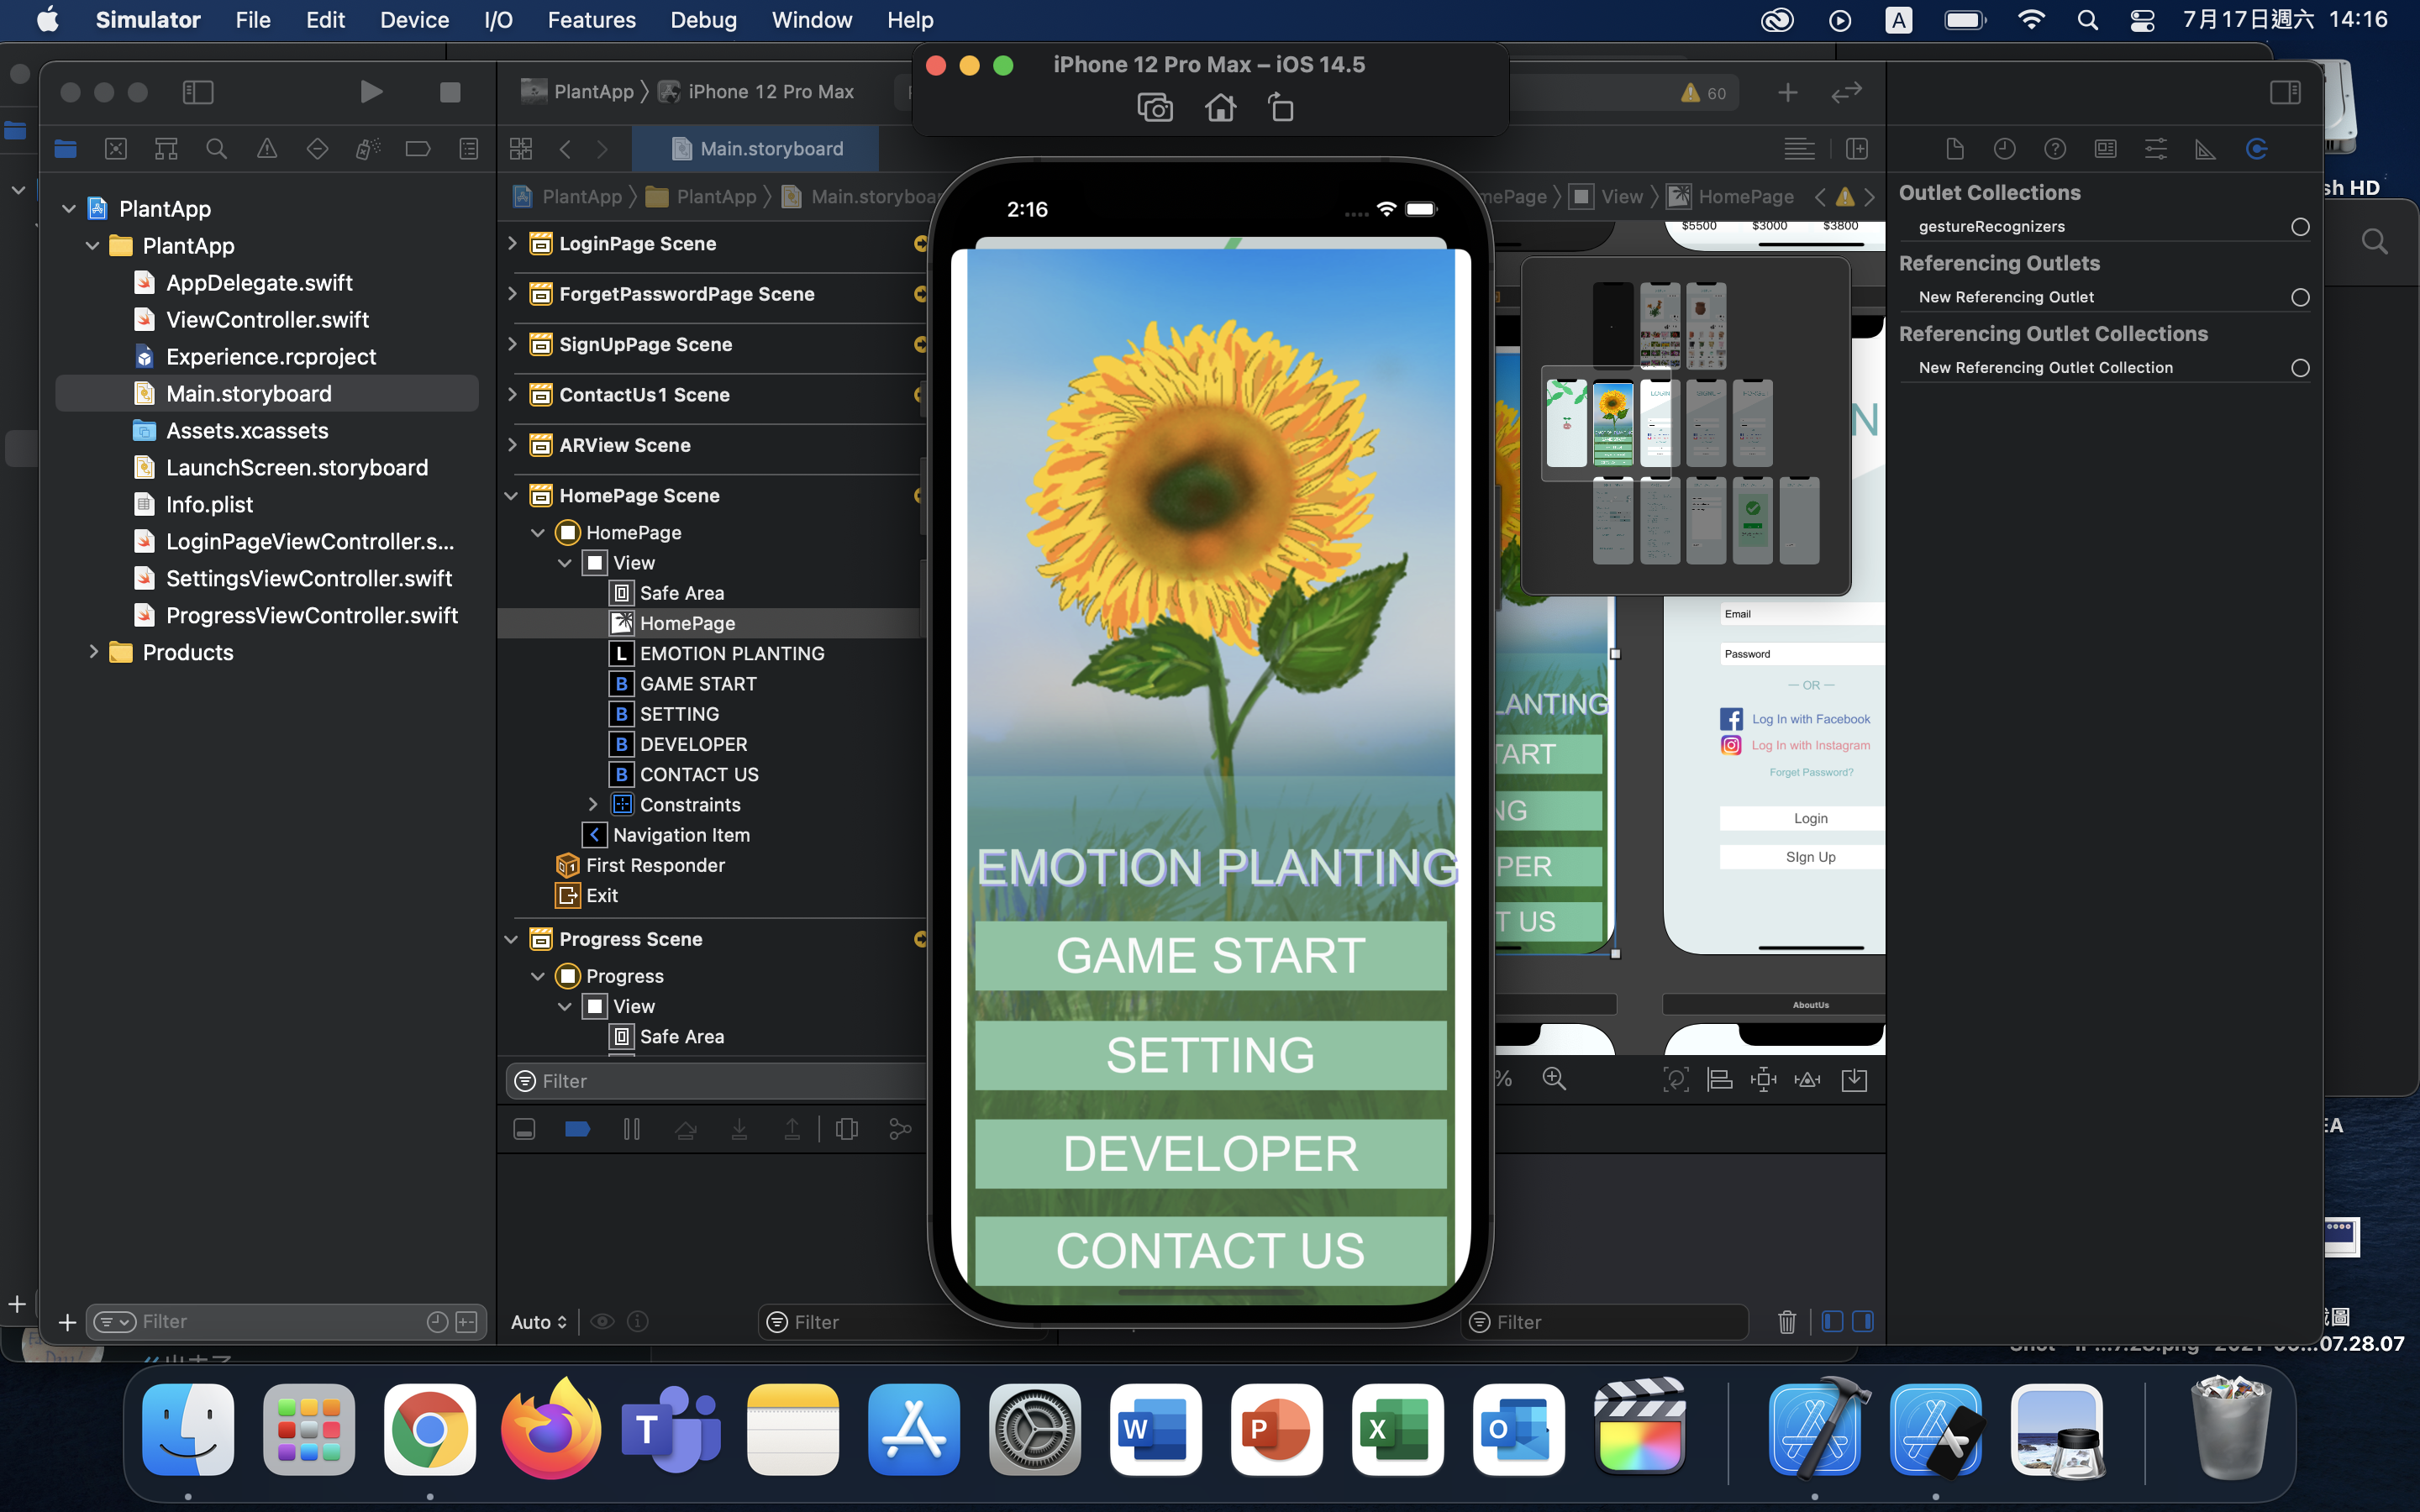 Simulator File Edit Device I/O Features Debug Window Help
A
7月17日週六 14:16
iPhone 12 Pro Max – iOS 14.5
PlantApp
iPhone 12 Pro Max
60
Main.storyboard
PlantApp
PlantApp
Main.storyboar
View
HomePage
sh HD
PlantApp
PlantApp
AppDelegate.swift
ViewController.swift
Experience.rcproject
Main.storyboard
Assets.xcassets
LaunchScreen.storyboard
Info.plist
LoginPageViewController.s...
SettingsViewController.swift
ProgressViewController.swift
Products
Filter
LoginPage Scene
ForgetPasswordPage Scene
SignUpPage Scene
ContactUs1 Scene
ARView Scene
HomePage Scene
HomePage
View
Safe Area
HomePage
L EMOTION PLANTING
B GAME START
B SETTING
B DEVELOPER
B CONTACT US
Constraints
Navigation Item
First Responder
Exit
Progress Scene
Progress
View
Safe Area
Filter
Auto
Filter
2:16
EMOTION PLANTING
GAME START
SETTING
DEVELOPER
CONTACT US
$5500 $3000 $3800
LOGIN
LANTING
TART
NG
PER
T US
N
Email
Password
— OR —
Log In with Facebook
Log In with Instagram
Forget Password?
Login
SIgn Up
AboutUs
%
Filter
Outlet Collections
gestureRecognizers
Referencing Outlets
New Referencing Outlet
Referencing Outlet Collections
New Referencing Outlet Collection
EA
07.28.07
T
W
P
X
O